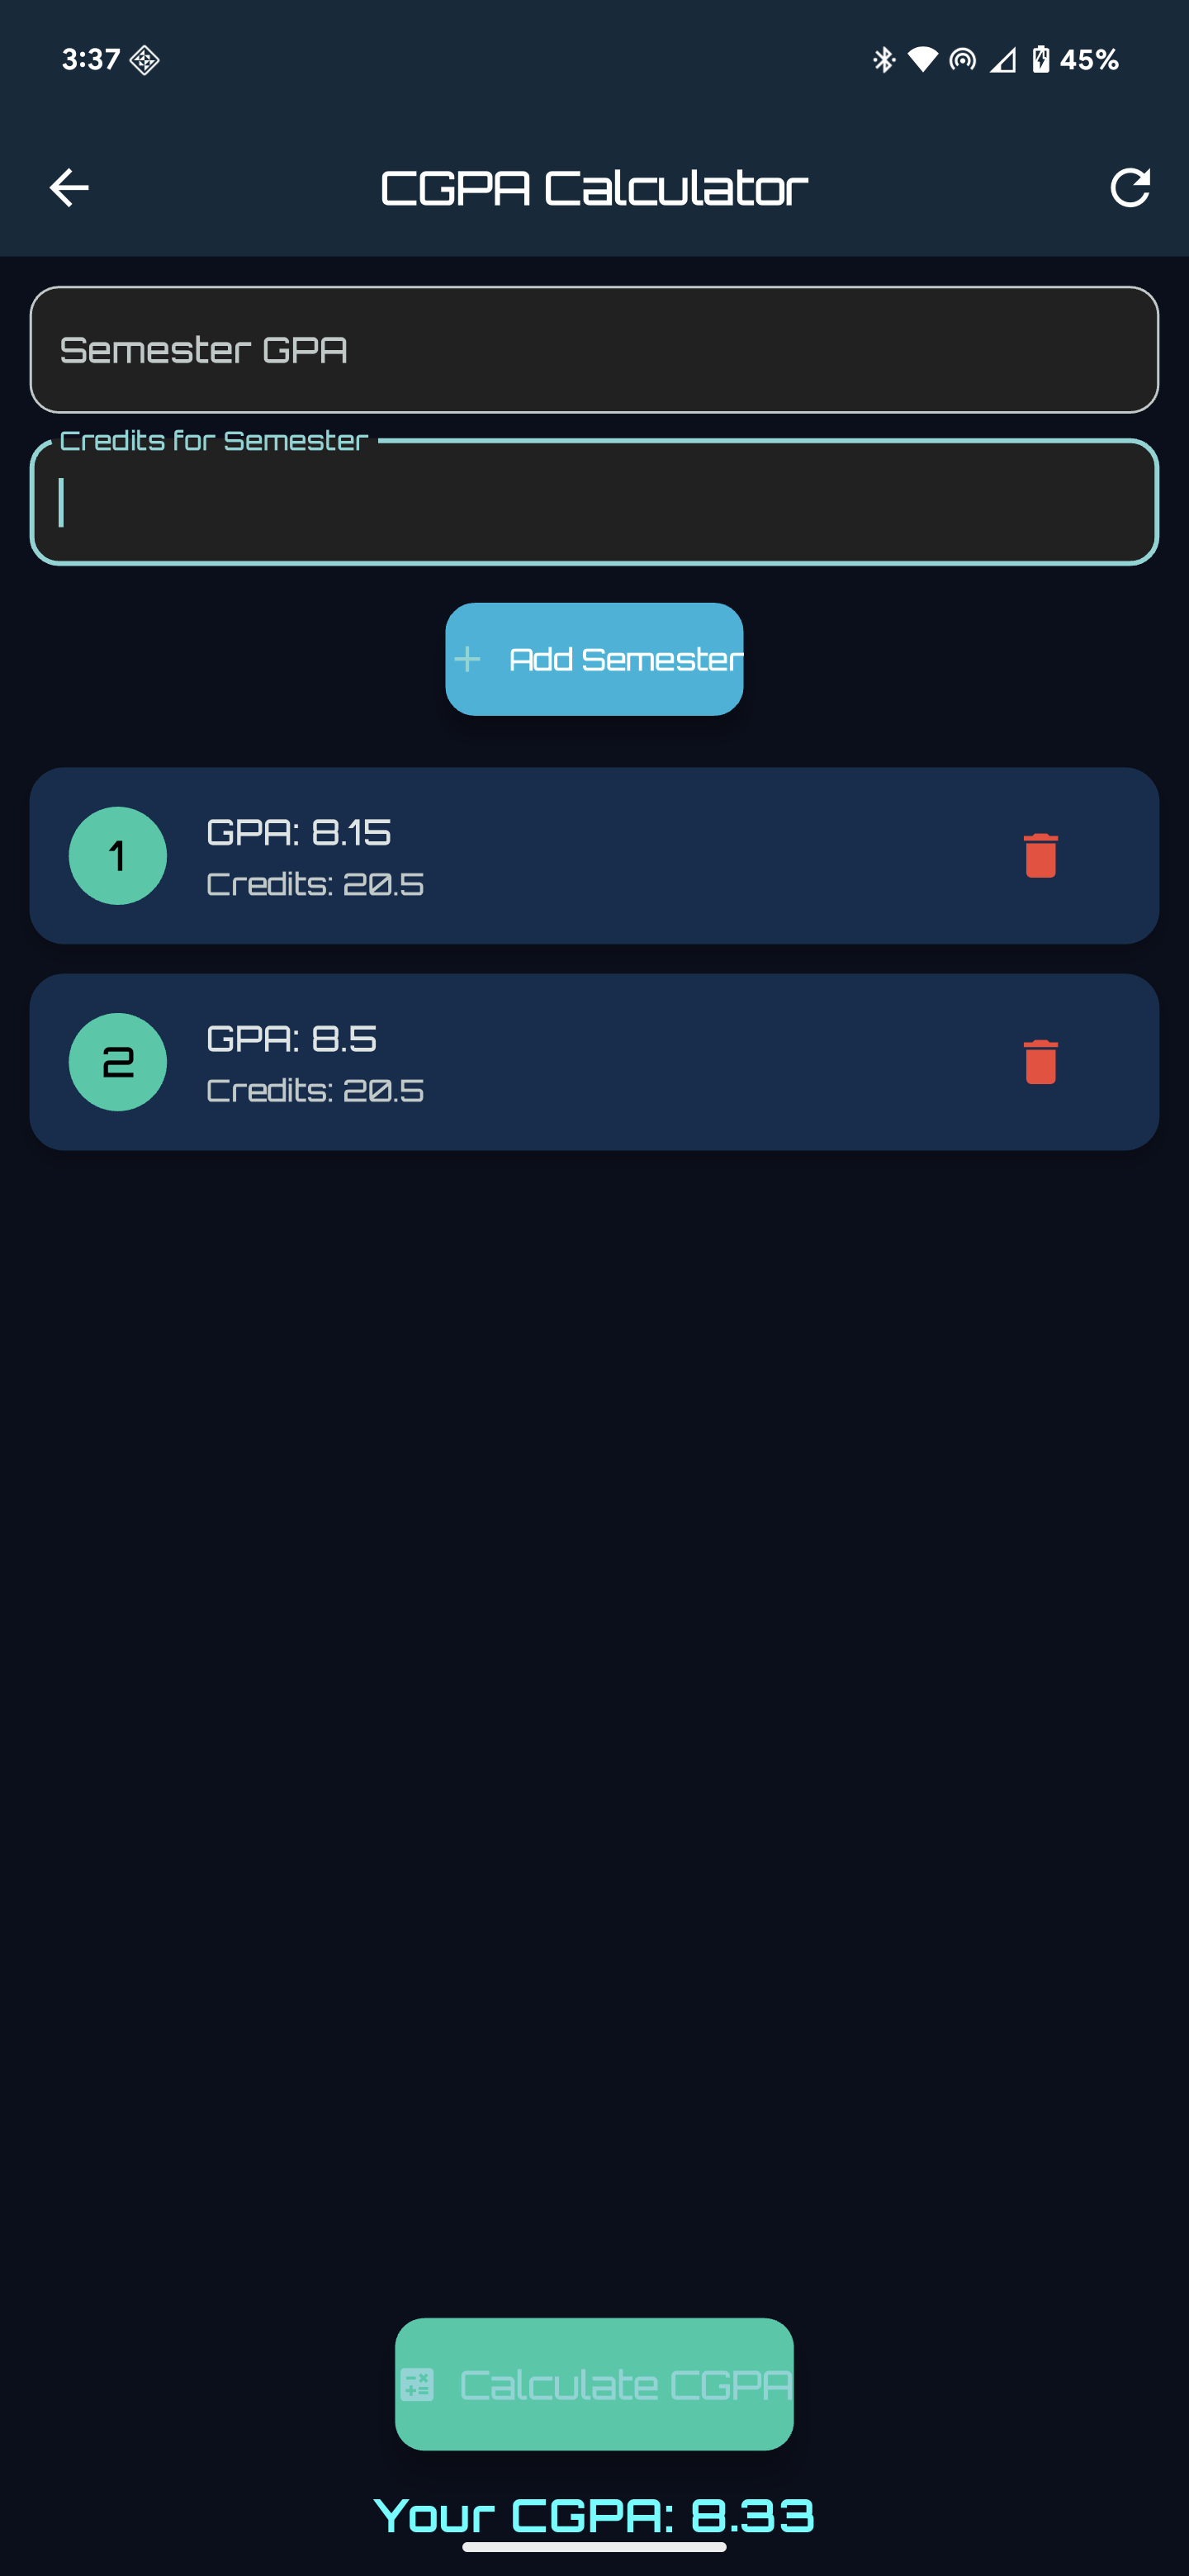 3:37 45%
CGPA Calculator
Semester GPA
Credits for Semester
Add Semester
1
GPA: 8.15
Credits: 20.5
2
GPA: 8.5
Credits: 20.5
Calculate CGPA
Your CGPA: 8.33